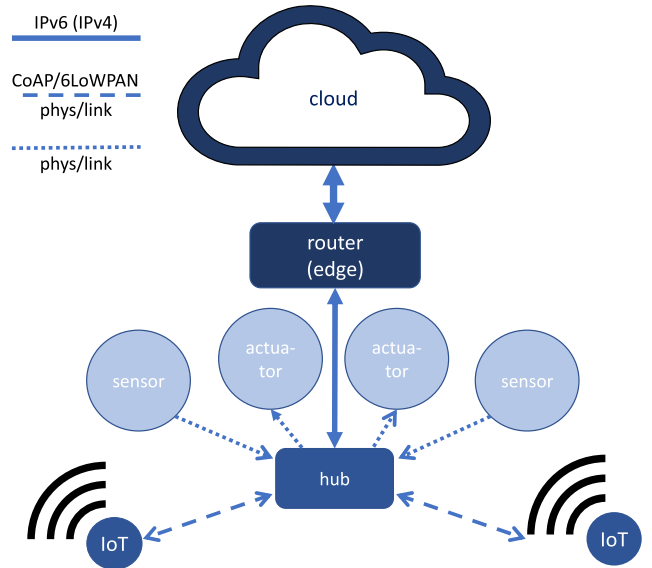 IPv6 (IPv4)
CoAP/6LoWPAN
phys/link
phys/link
cloud
router
(edge)
actua-
tor
actua-
tor
sensor
sensor
hub
IoT
IoT